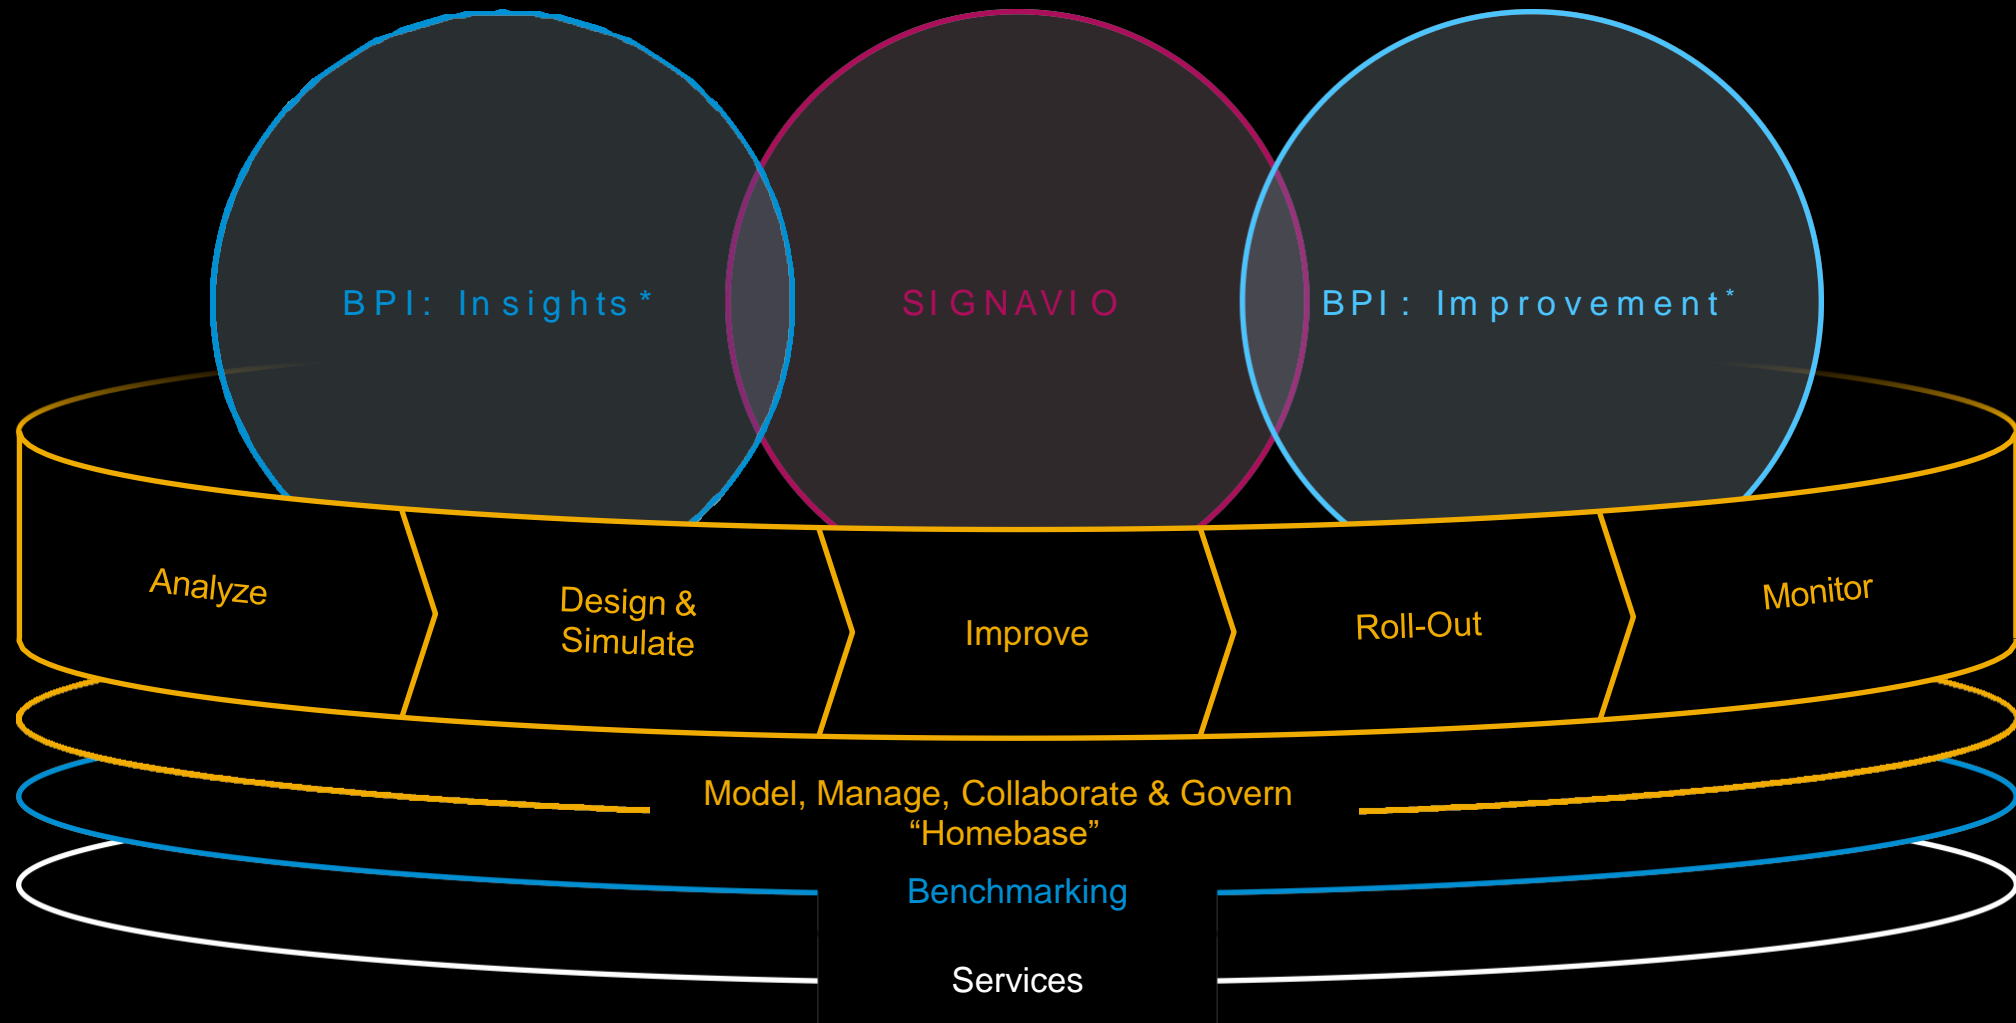 BPI: Insights*
SIGNAVIO
BPI: Improvement*
Analyze
Design &
Simulate
Improve
Roll-Out
Monitor
Model, Manage, Collaborate & Govern
“Homebase”
Benchmarking
Services